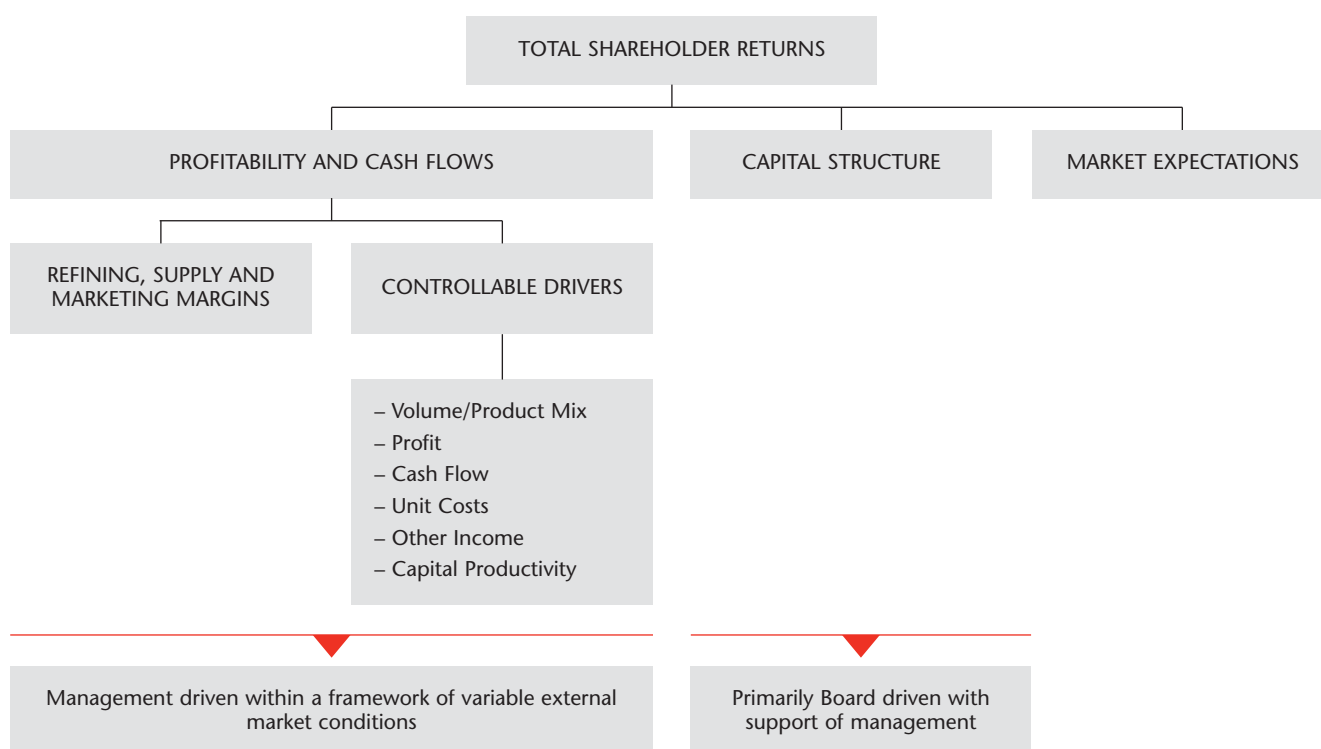 TOTAL SHAREHOLDER RETURNS
PROFITABILITY AND CASH FLOWS
CAPITAL STRUCTURE
MARKET EXPECTATIONS
REFINING, SUPPLY AND
MARKETING MARGINS
CONTROLLABLE DRIVERS
– Volume/Product Mix
– Profit
– Cash Flow
– Unit Costs
– Other Income
– Capital Productivity
Management driven within a framework of variable external
market conditions
Primarily Board driven with
support of management